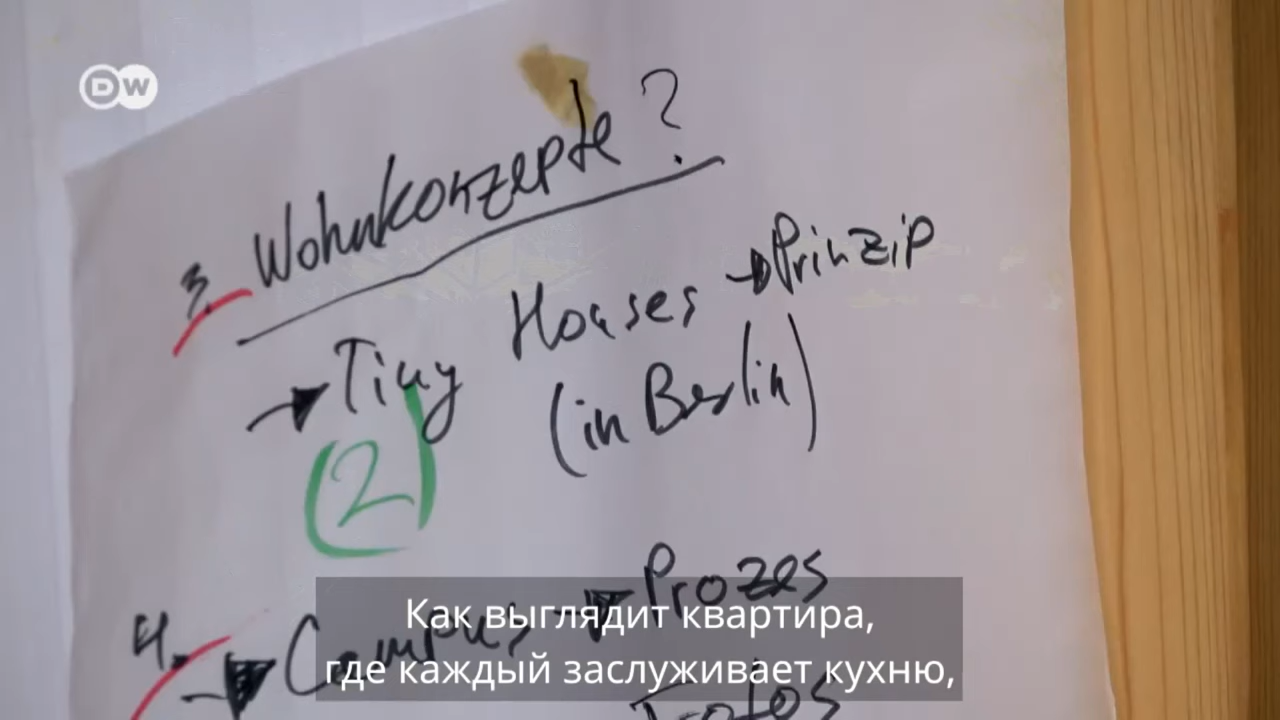 DW
3. Wohnkonzepte?
→ Tiny Houses → Prinzip
(in Berlin)
(2)
4. → Campus → Prozes
Fotos
Как выглядит квартира,
где каждый заслуживает кухню,